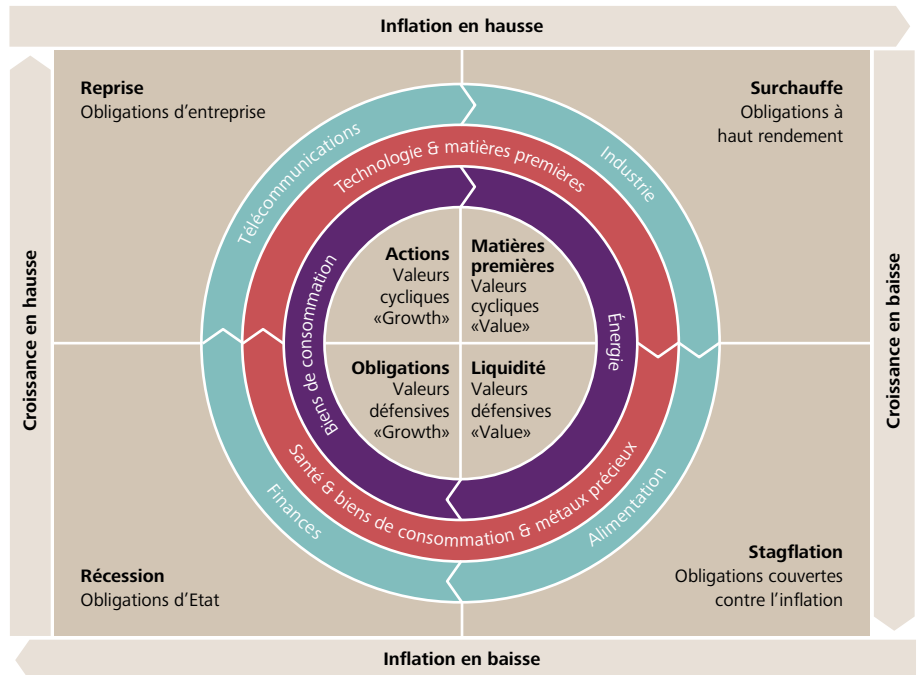 Inflation en hausse
Croissance en hausse
Reprise
Obligations d'entreprise
Surchauffe
Obligations à
haut rendement
Croissance en baisse
Télécommunications
Industrie
Technologie & matières premières
Biens de consommation
Énergie
Actions
Valeurs
cycliques
«Growth»
Matières
premières
Valeurs
cycliques
«Value»
Obligations
Valeurs
défensives
«Growth»
Liquidité
Valeurs
défensives
«Value»
Santé & biens de consommation & métaux précieux
Finances
Alimentation
Récession
Obligations d'Etat
Stagflation
Obligations couvertes
contre l'inflation
Inflation en baisse